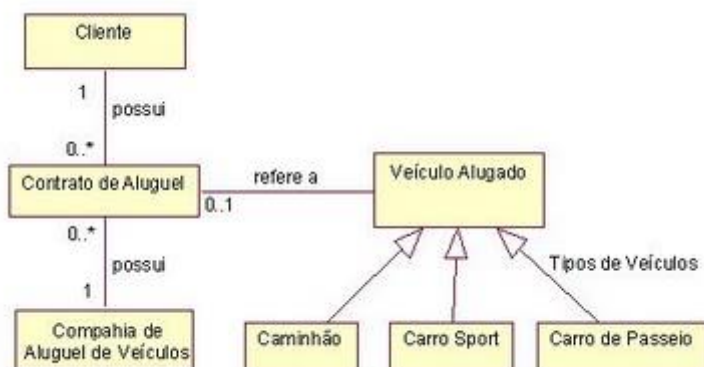 Cliente
1
possui
0..*
Contrato de Aluguel
refere a
0..1
Veículo Alugado
0..*
possui
1
Tipos de Veículos
Compahia de
Aluguel de Veículos
Caminhão
Carro Sport
Carro de Passeio